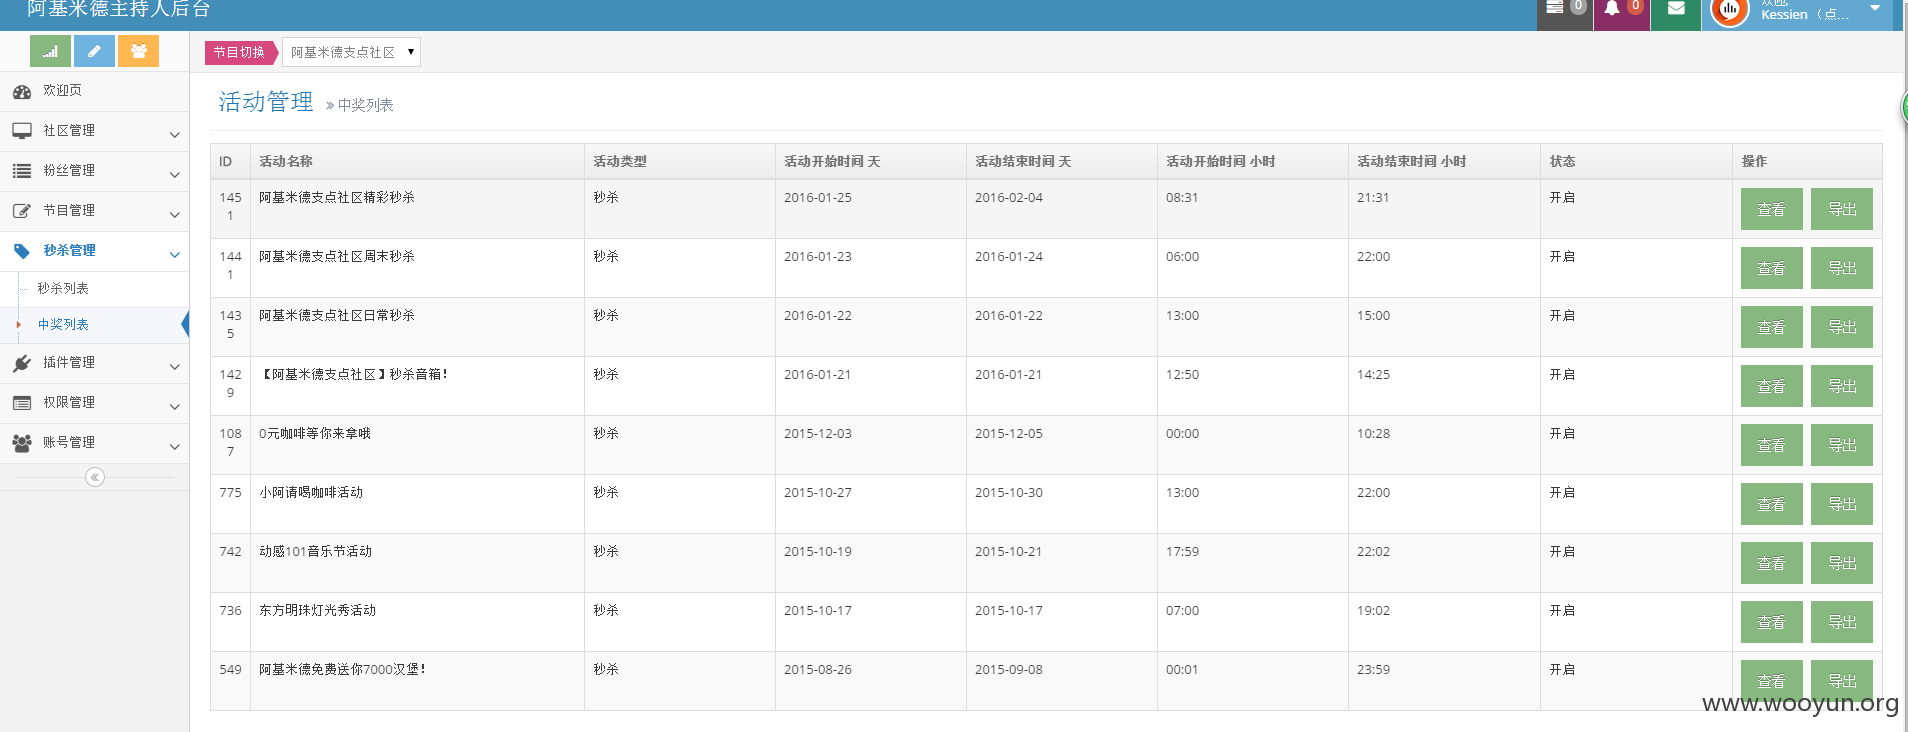 阿基米德主持人后台
0
0
欢迎,
Kessien（点...
节目切换 阿基米德支点社区
欢迎页
社区管理
粉丝管理
节目管理
秒杀管理
秒杀列表
中奖列表
插件管理
权限管理
账号管理
活动管理 » 中奖列表
ID 活动名称 活动类型 活动开始时间 天 活动结束时间 天 活动开始时间 小时 活动结束时间 小时 状态 操作
1451 阿基米德支点社区精彩秒杀 秒杀 2016-01-25 2016-02-04 08:31 21:31 开启 查看 导出
1441 阿基米德支点社区周末秒杀 秒杀 2016-01-23 2016-01-24 06:00 22:00 开启 查看 导出
1435 阿基米德支点社区日常秒杀 秒杀 2016-01-22 2016-01-22 13:00 15:00 开启 查看 导出
1429 【阿基米德支点社区】秒杀音箱！ 秒杀 2016-01-21 2016-01-21 12:50 14:25 开启 查看 导出
1087 0元咖啡等你来拿哦 秒杀 2015-12-03 2015-12-05 00:00 10:28 开启 查看 导出
775 小阿请喝咖啡活动 秒杀 2015-10-27 2015-10-30 13:00 22:00 开启 查看 导出
742 动感101音乐节活动 秒杀 2015-10-19 2015-10-21 17:59 22:02 开启 查看 导出
736 东方明珠灯光秀活动 秒杀 2015-10-17 2015-10-17 07:00 19:02 开启 查看 导出
549 阿基米德免费送你7000汉堡！ 秒杀 2015-08-26 2015-09-08 00:01 23:59 开启 查看 导出
www.wooyun.org